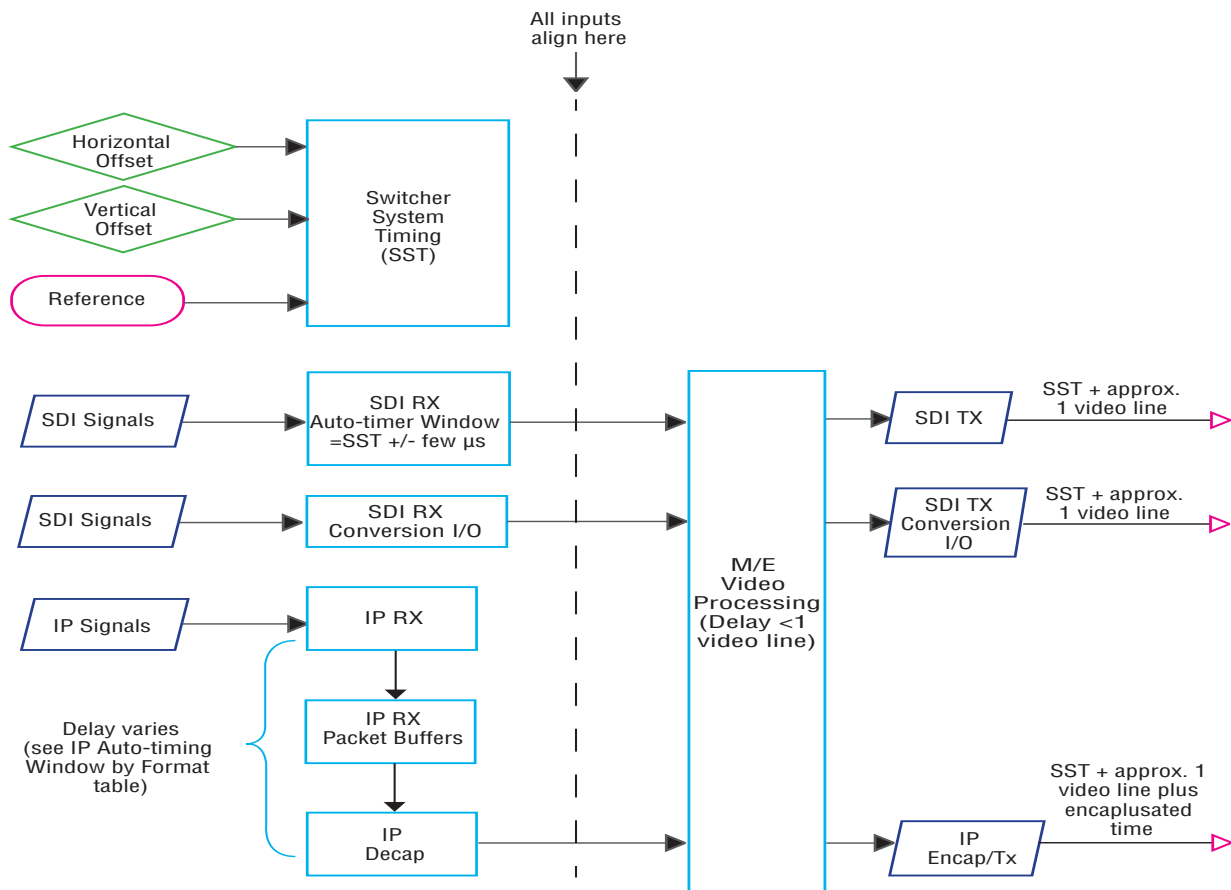 All inputs
align here
Horizontal
Offset
Vertical
Offset
Reference
Switcher
System
Timing
(SST)
SDI Signals
SDI RX
Auto-timer Window
=SST +/- few µs
SDI Signals
SDI RX
Conversion I/O
IP Signals
IP RX
IP RX
Packet Buffers
IP
Decap
Delay varies
(see IP Auto-timing
Window by Format
table)
M/E
Video
Processing
(Delay <1
video line)
SDI TX
SST + approx.
1 video line
SDI TX
Conversion
I/O
SST + approx.
1 video line
IP
Encap/Tx
SST + approx. 1
video line plus
encaplusated
time